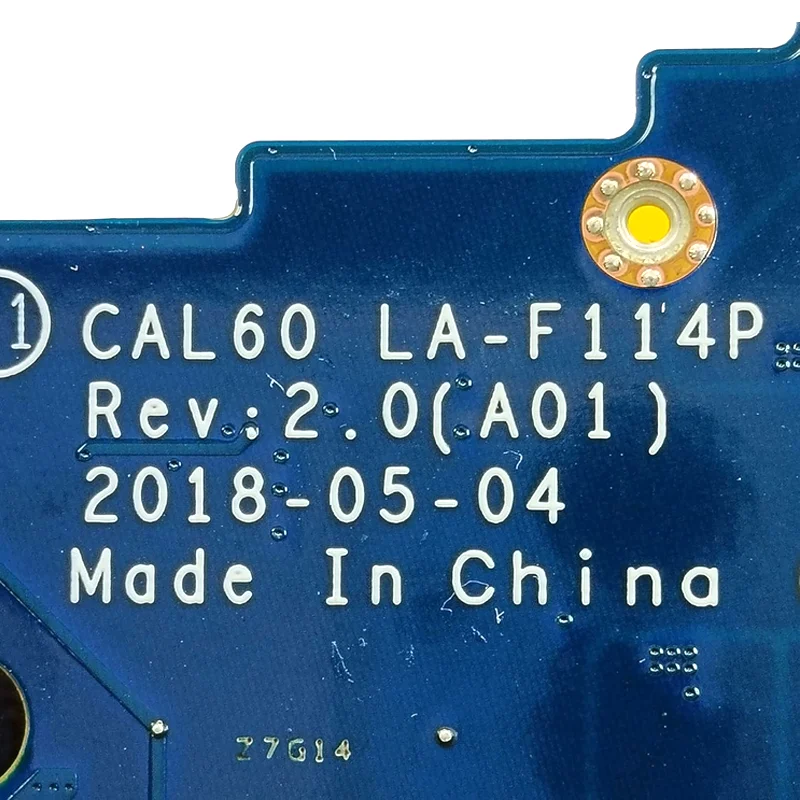 1 CAL60 LA-F114P
Rev:2.0(A01)
2018-05-04
Made In China
Z7G14